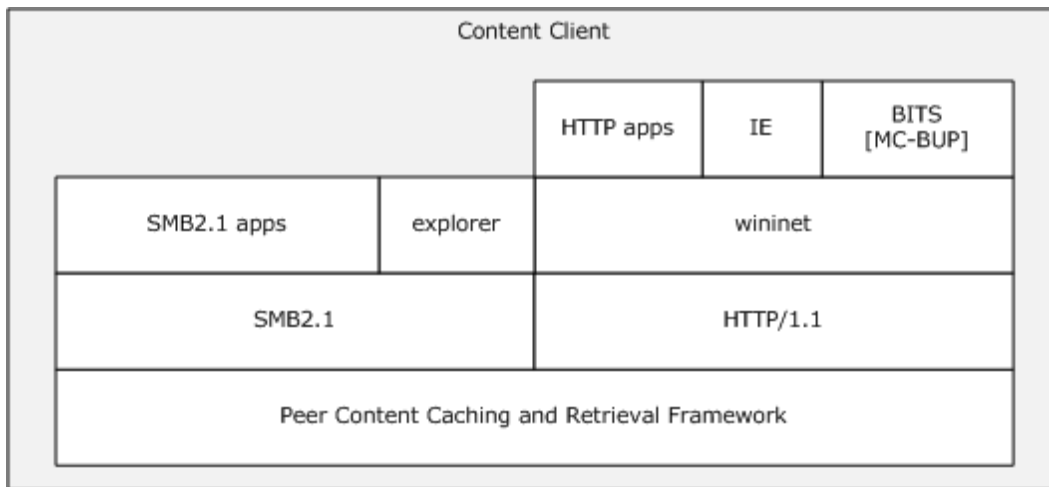 Content Client
HTTP apps
IE
BITS
[MC-BUP]
SMB2.1 apps
explorer
wininet
SMB2.1
HTTP/1.1
Peer Content Caching and Retrieval Framework